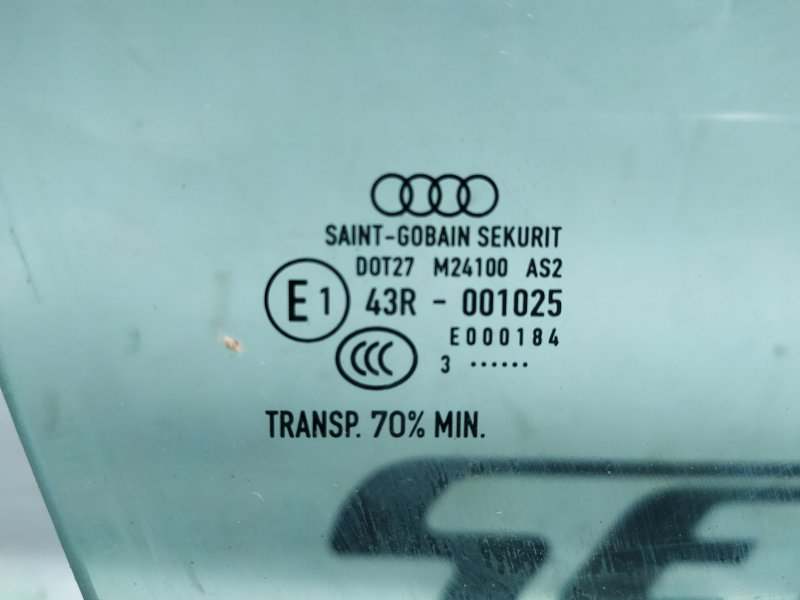 SAINT-GOBAIN SEKURIT
DOT27 M24100 AS2
E1 43R - 001025
E000184
CCC 3 ······
TRANSP. 70% MIN.